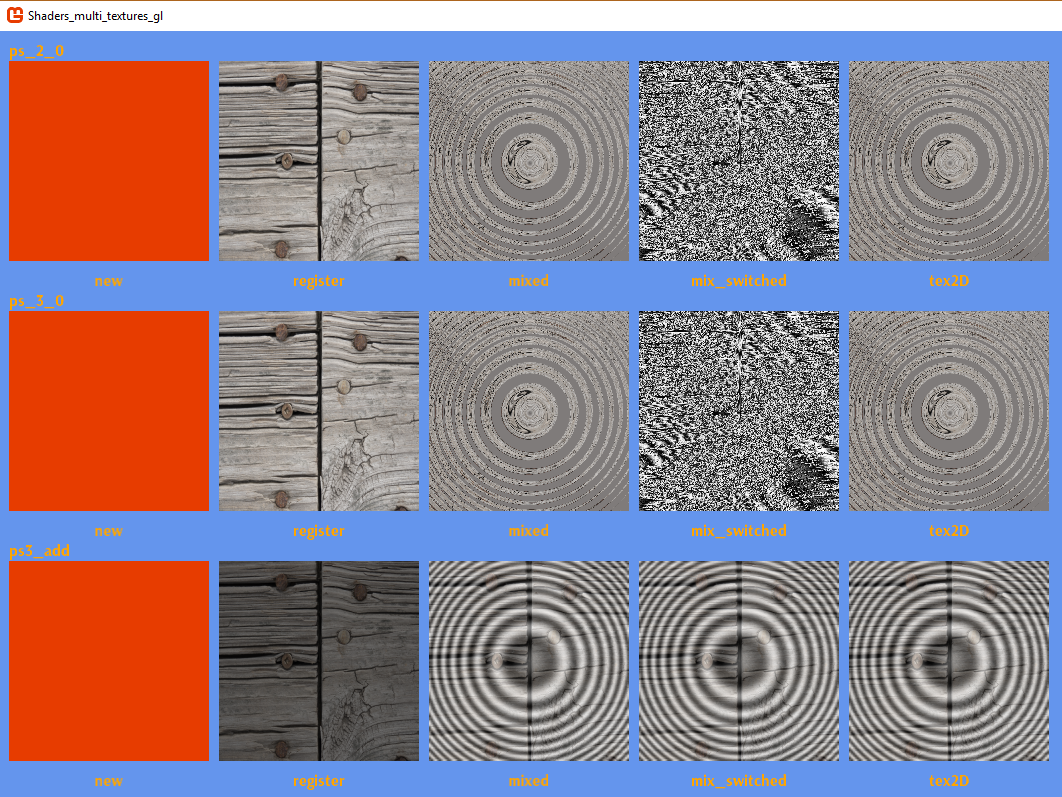 Shaders_multi_textures_gl
ps_2_0
new register mixed mix_switched tex2D
ps_3_0
new register mixed mix_switched tex2D
ps3_add
new register mixed mix_switched tex2D